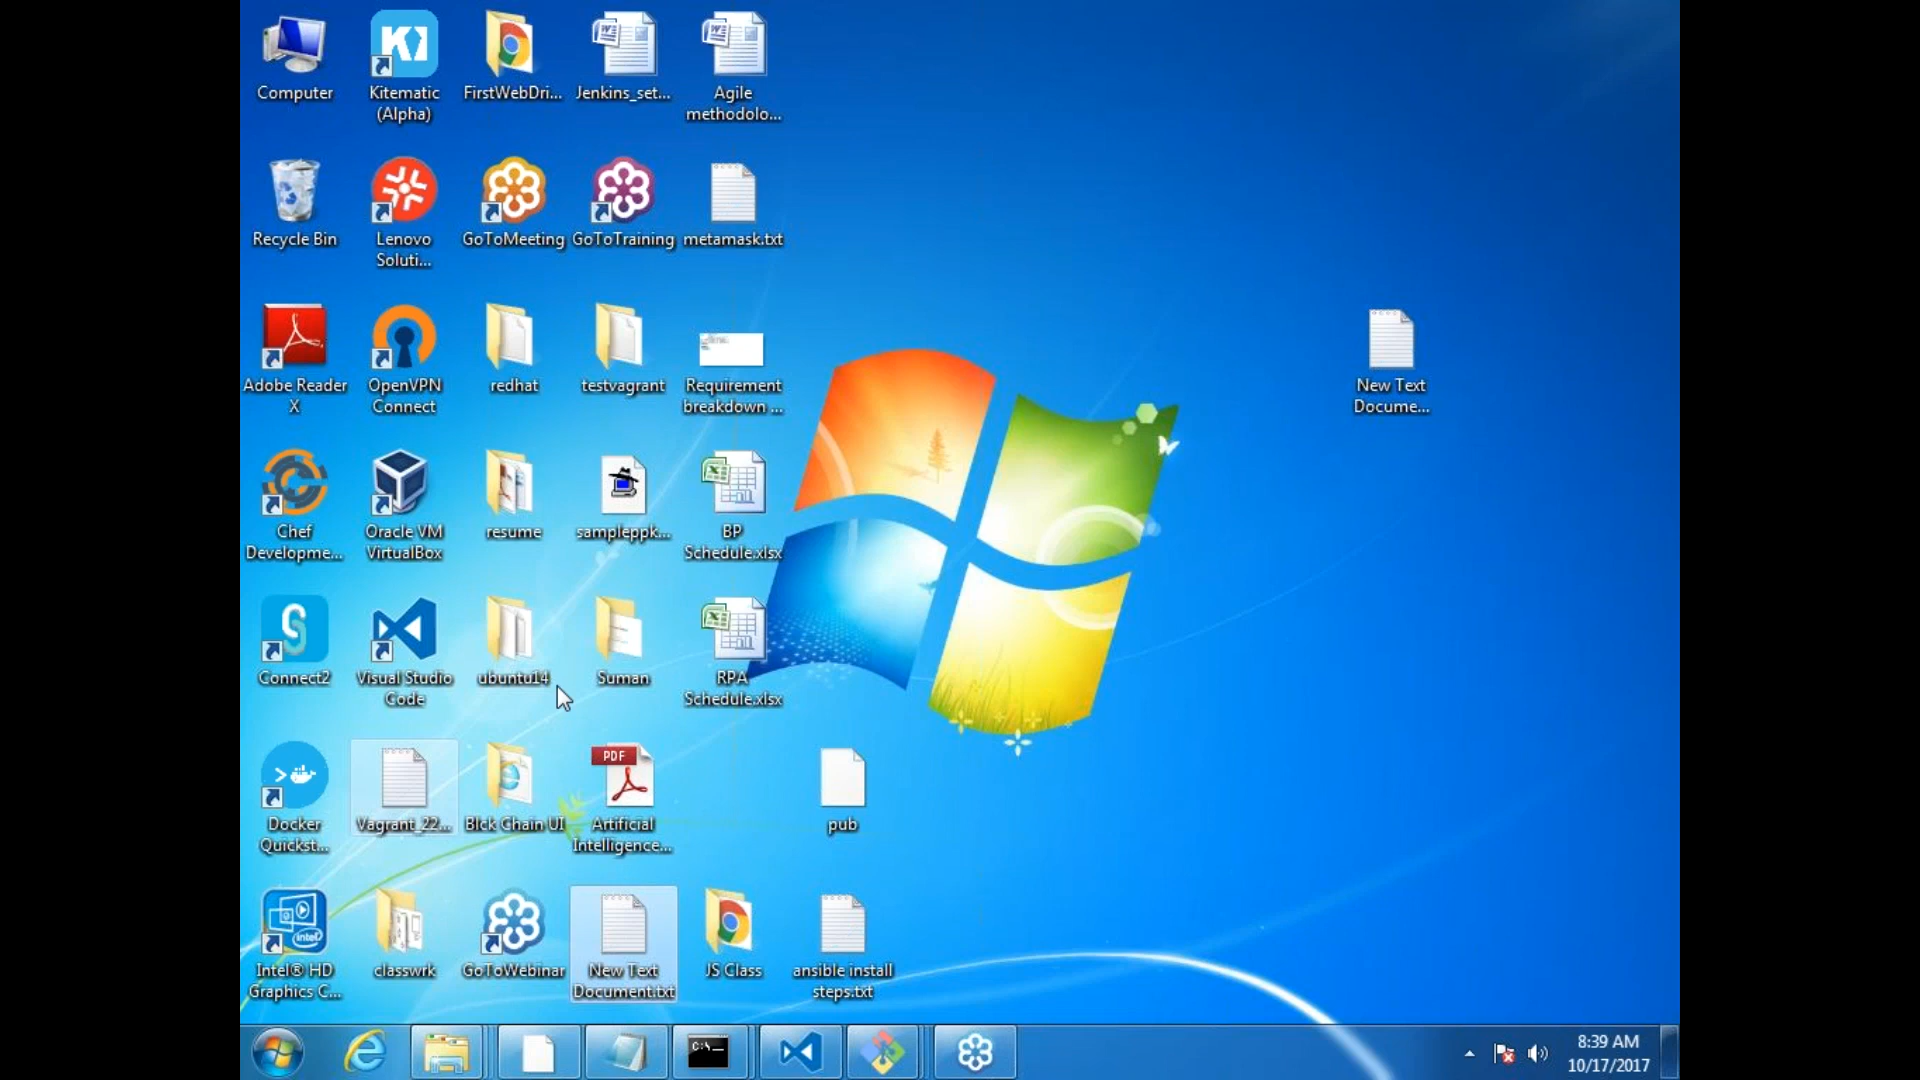 Computer
Kitematic
(Alpha)
FirstWebDri...
Jenkins_set...
Agile
methodolo...
Recycle Bin
Lenovo
Soluti...
GoToMeeting
GoToTraining
metamask.txt
Adobe Reader
X
OpenVPN
Connect
redhat
testvagrant
Requirement
breakdown ...
New Text
Docume...
Chef
Developme...
Oracle VM
VirtualBox
resume
sampleppk...
BP
Schedule.xlsx
Connect2
Visual Studio
Code
ubuntu14
Suman
RPA
Schedule.xlsx
Docker
Quickst...
Vagrant_22...
Blck Chain UI
PDF
Artificial
Intelligence...
pub
intel
Intel® HD
Graphics C...
classwrk
GoToWebinar
New Text
Document.txt
JS Class
ansible install
steps.txt
C:\
8:39 AM
10/17/2017